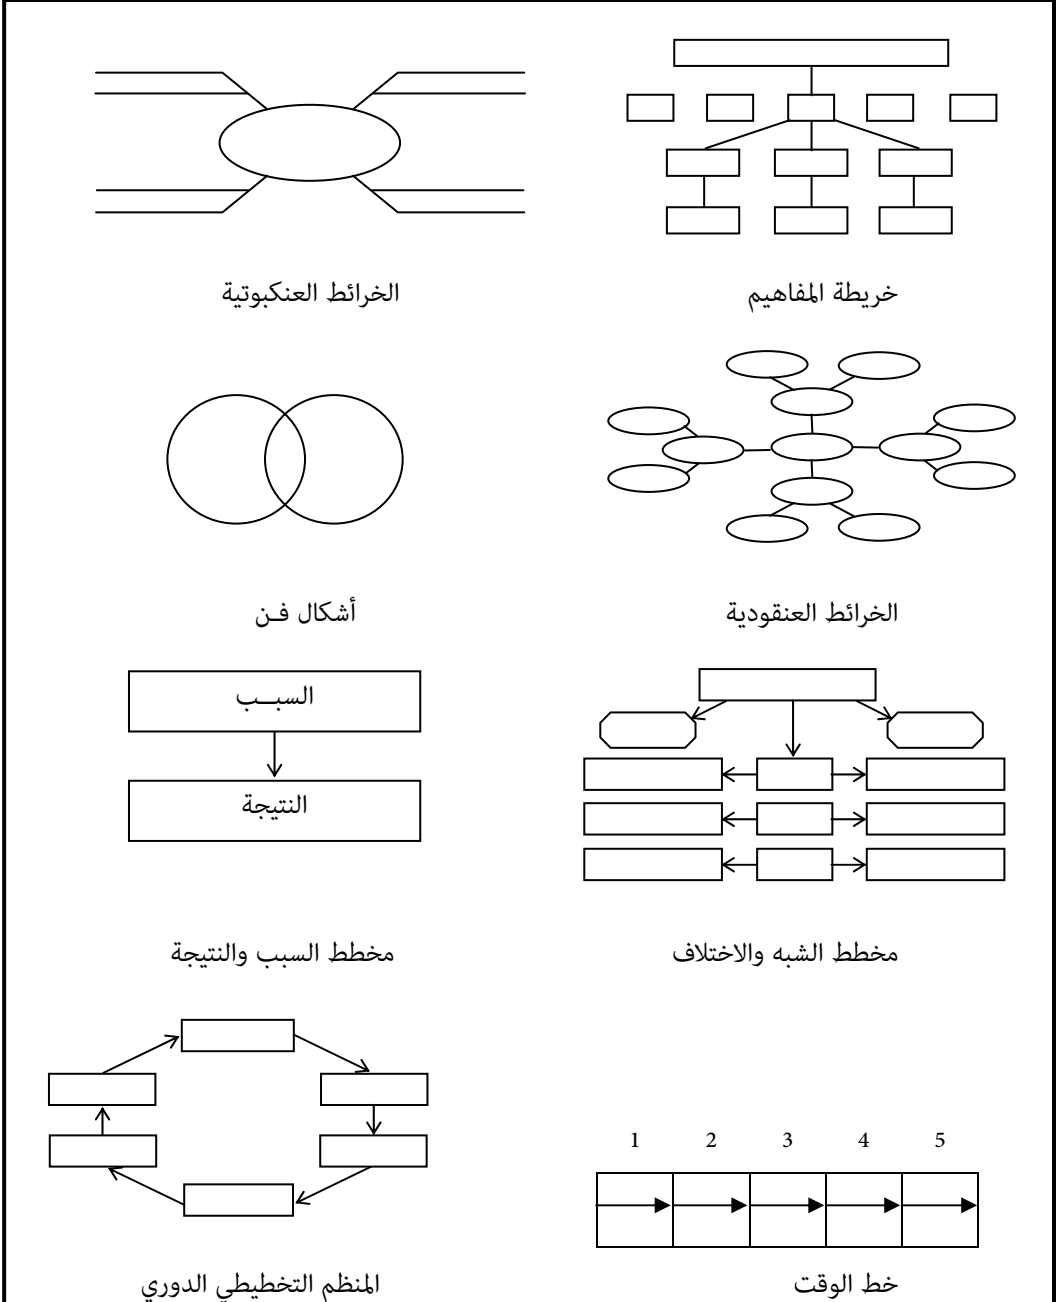 خريطة المفاهيم
الخرائط العنكبوتية
الخرائط العنقودية
أشكال فـن
السبــب
النتيجة
مخطط الشبه والاختلاف
مخطط السبب والنتيجة
1 2 3 4 5
خط الوقت
المنظم التخطيطي الدوري